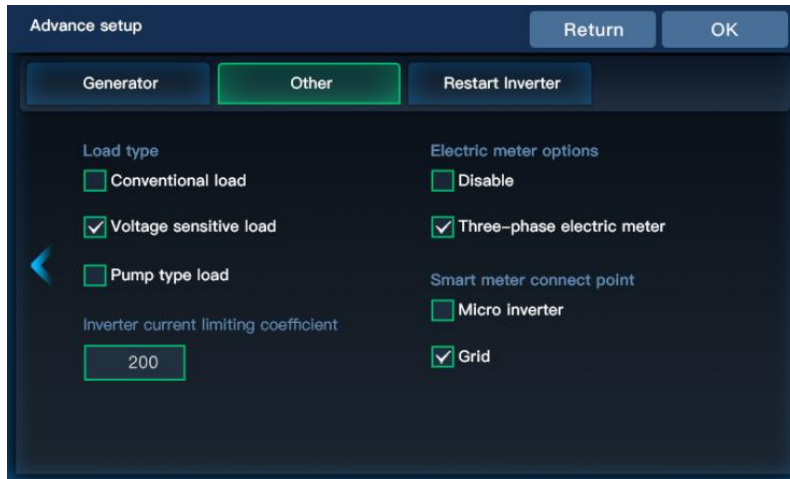 Advance setup
Return
OK
Generator
Other
Restart Inverter
Load type
Conventional load
Voltage sensitive load
Pump type load
Inverter current limiting coefficient
200
Electric meter options
Disable
Three-phase electric meter
Smart meter connect point
Micro inverter
Grid